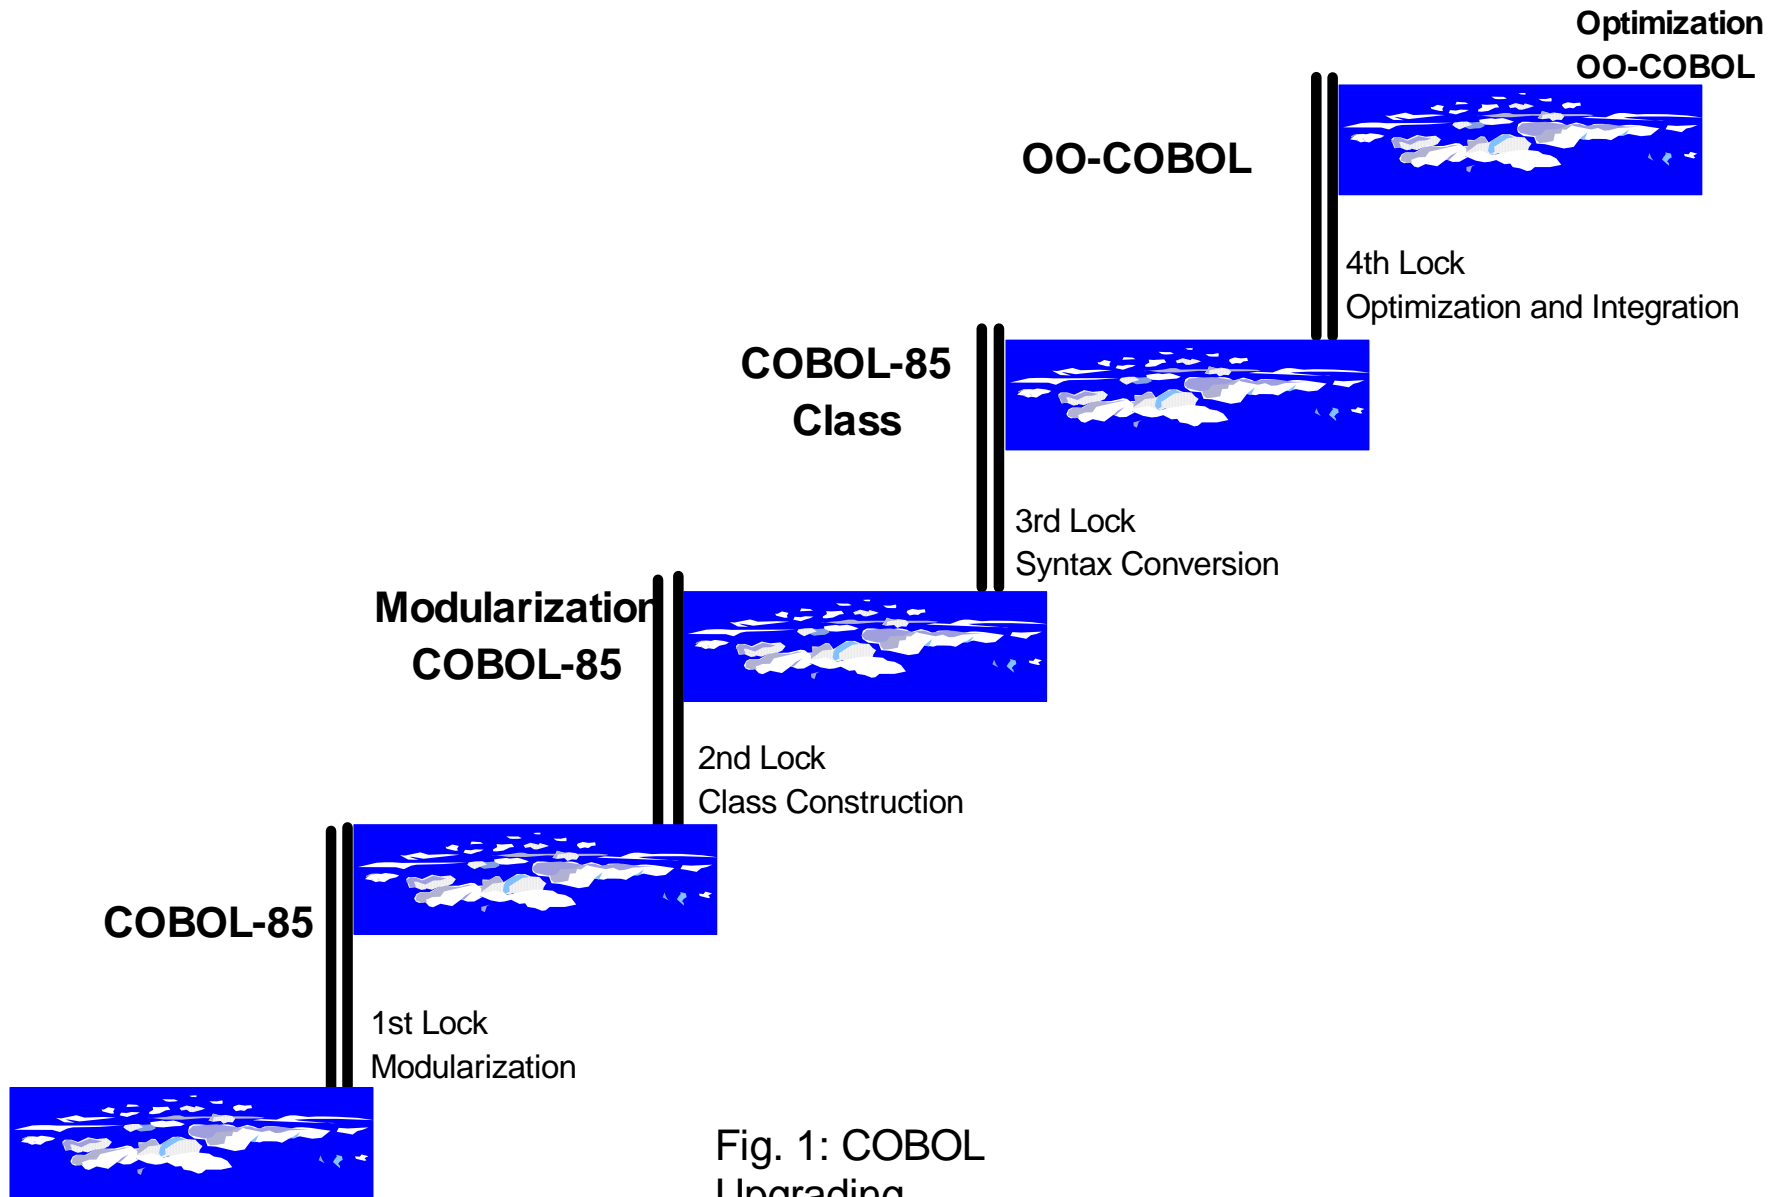 Optimization
OO-COBOL
OO-COBOL
4th Lock
Optimization and Integration
COBOL-85
Class
3rd Lock
Syntax Conversion
Modularization
COBOL-85
2nd Lock
Class Construction
COBOL-85
1st Lock
Modularization
Fig. 1: COBOL
Upgrading